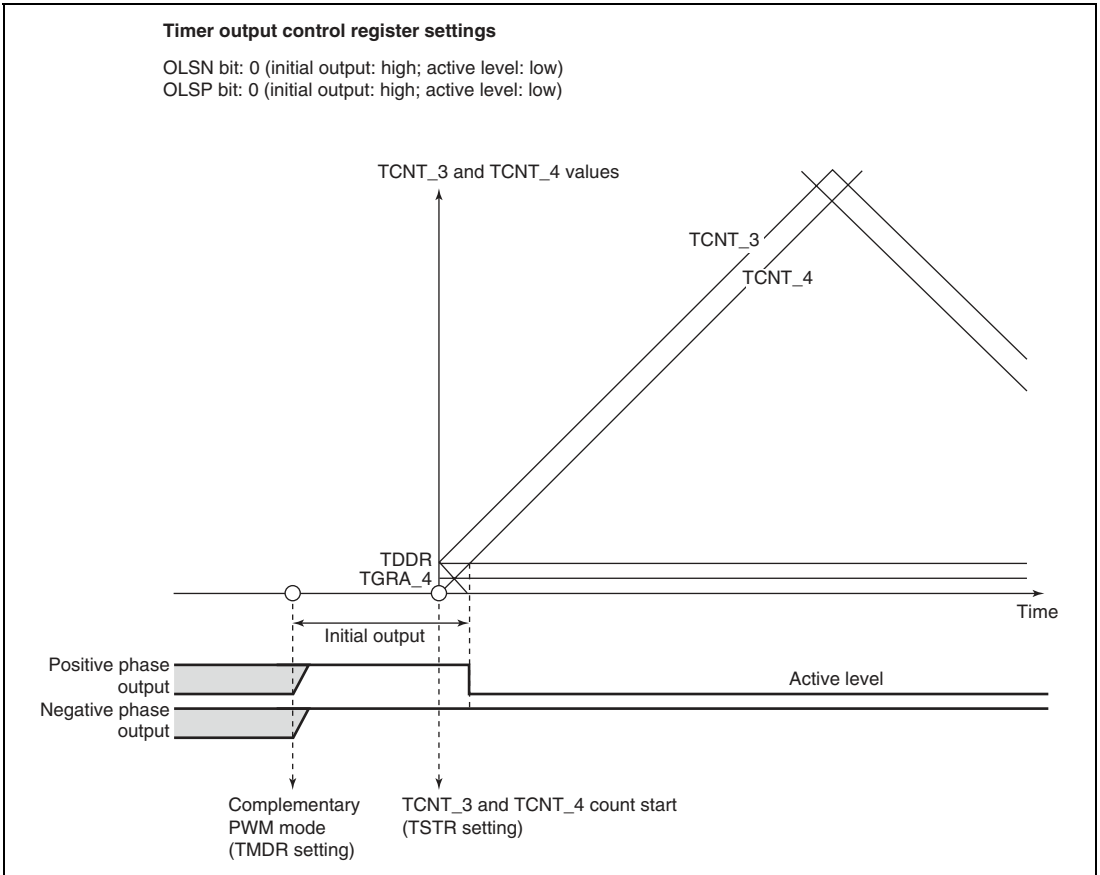 Timer output control register settings
OLSN bit: 0 (initial output: high; active level: low)
OLSP bit: 0 (initial output: high; active level: low)
TCNT_3 and TCNT_4 values
TCNT_3
TCNT_4
TDDR
TGRA_4
Time
Initial output
Positive phase
output
Active level
Negative phase
output
Complementary
PWM mode
(TMDR setting)
TCNT_3 and TCNT_4 count start
(TSTR setting)